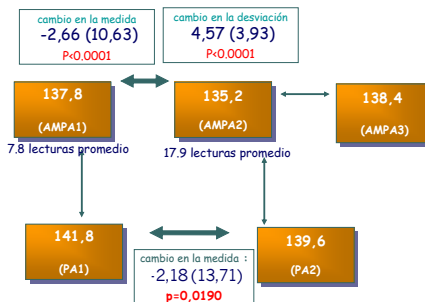 cambio en la medida
-2,66 (10,63)
P<0,0001
cambio en la desviación
4,57 (3,93)
P<0,0001
137,8
(AMPA1)
135,2
(AMPA2)
138,4
(AMPA3)
7.8 lecturas promedio
17.9 lecturas promedio
141,8
(PA1)
cambio en la medida :
-2,18 (13,71)
p=0,0190
139,6
(PA2)